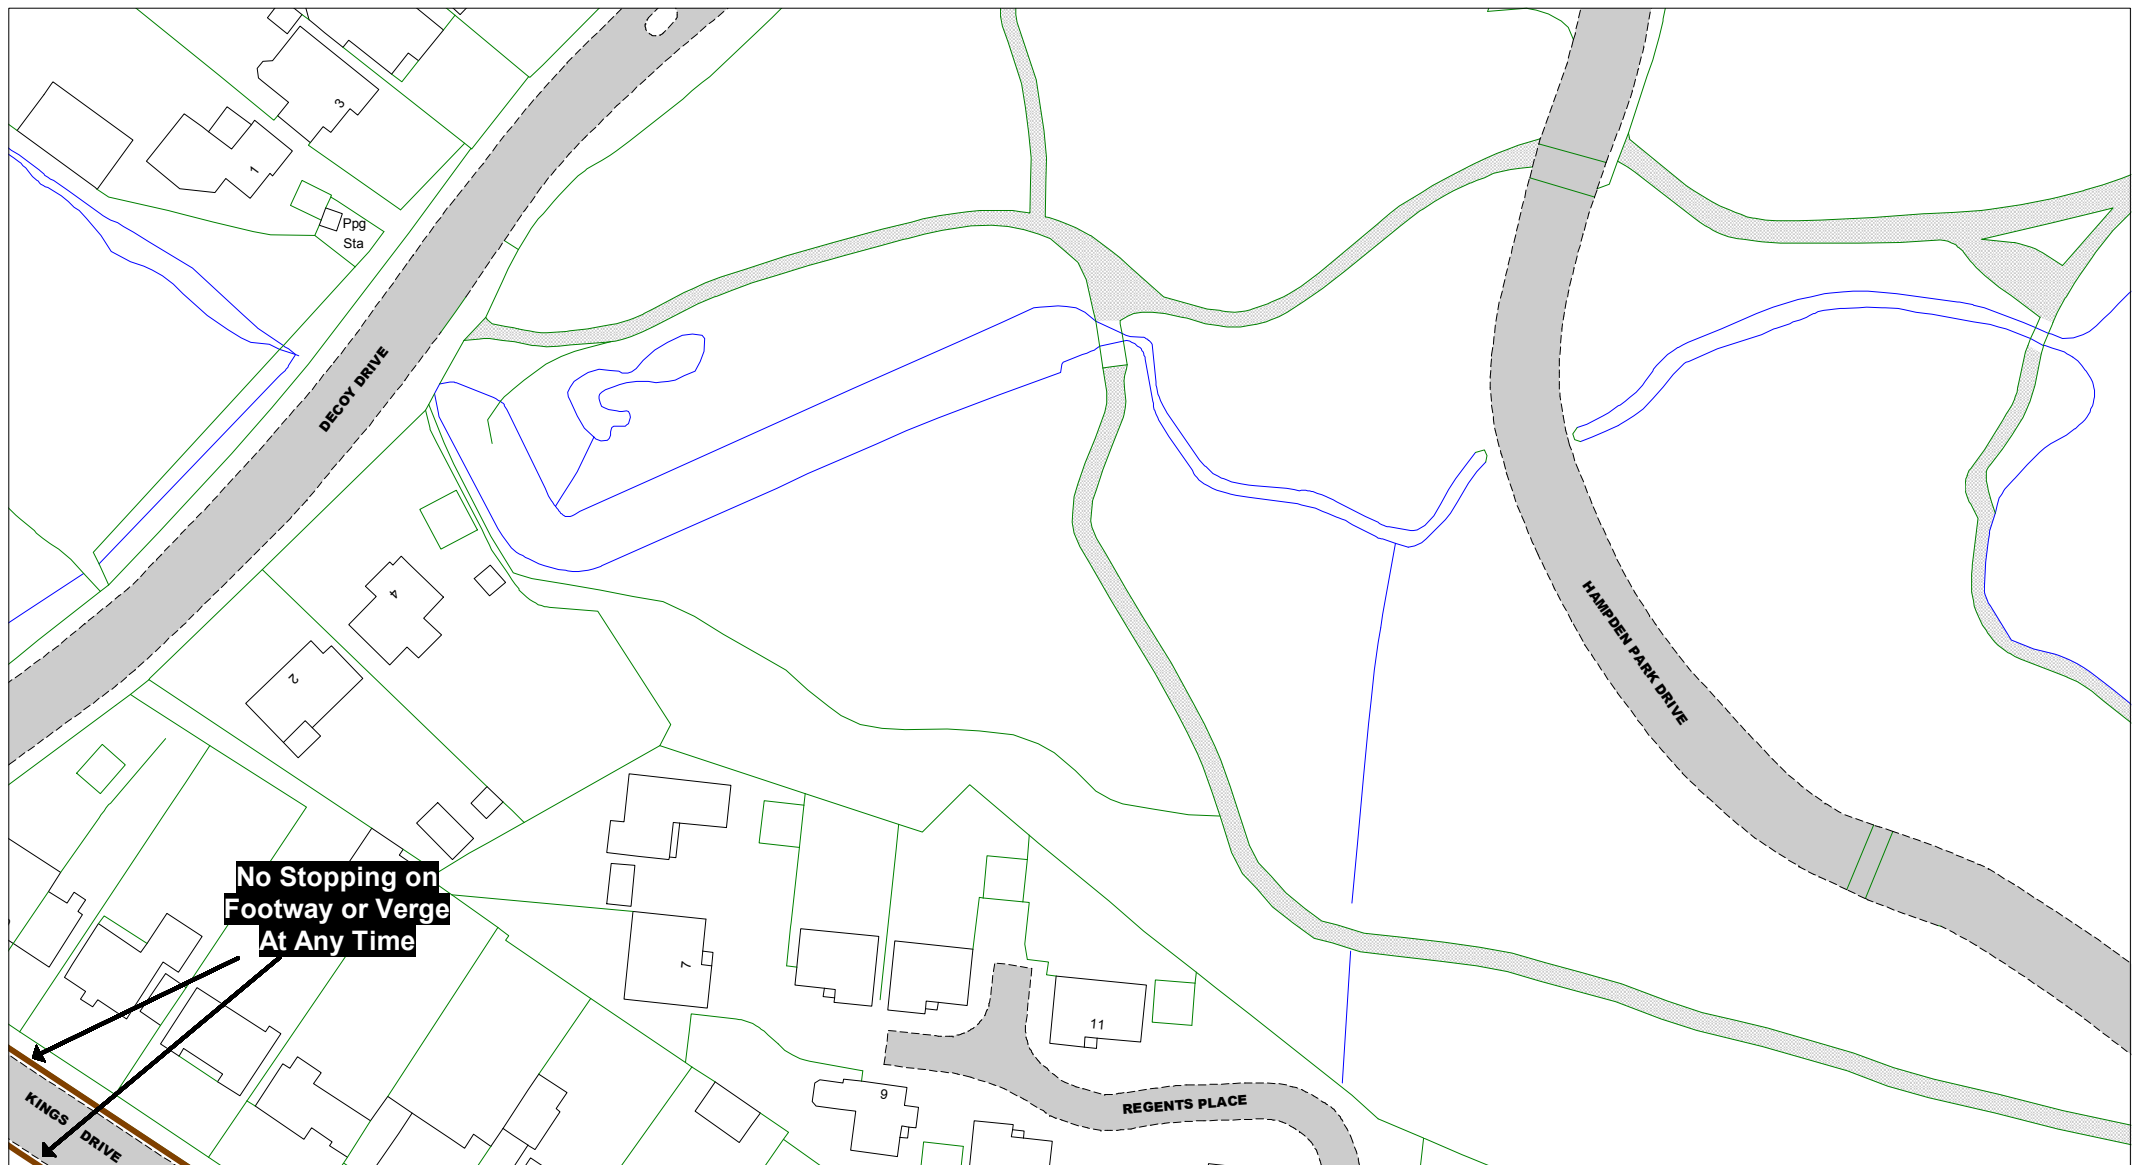 3
1
Ppg
Sta
DECOY DRIVE
4
2
HAMPDEN PARK DRIVE
No Stopping on
Footway or Verge
At Any Time
7
11
9
KINGS DRIVE
REGENTS PLACE